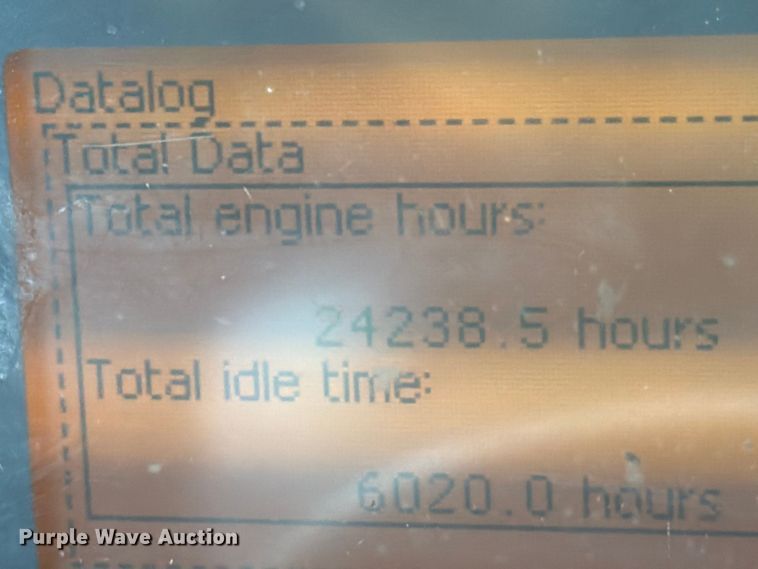 Datalog
Total Data
Total engine hours:
24238.5 hours
Total idle time:
6020.0 hours
Purple Wave Auction